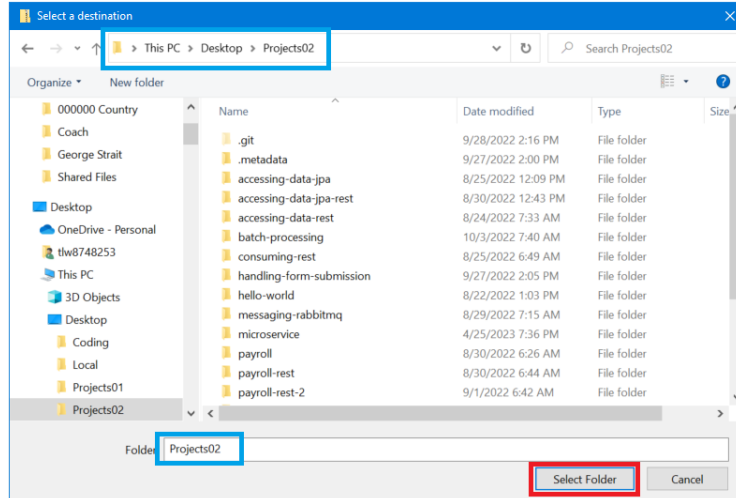 Select a destination
This PC > Desktop > Projects02
Search Projects02
Organize
New folder
000000 Country
Coach
George Strait
Shared Files
Desktop
OneDrive - Personal
tlw8748253
This PC
3D Objects
Desktop
Coding
Local
Projects01
Projects02
Name Date modified Type Size
.git 9/28/2022 2:16 PM File folder
.metadata 9/27/2022 2:00 PM File folder
accessing-data-jpa 8/25/2022 12:09 PM File folder
accessing-data-jpa-rest 8/30/2022 12:43 PM File folder
accessing-data-rest 8/24/2022 7:33 AM File folder
batch-processing 10/3/2022 7:40 AM File folder
consuming-rest 8/25/2022 6:49 AM File folder
handling-form-submission 9/27/2022 2:05 PM File folder
hello-world 8/22/2022 1:03 PM File folder
messaging-rabbitmq 8/29/2022 7:15 AM File folder
microservice 4/25/2023 7:36 PM File folder
payroll 8/30/2022 6:26 AM File folder
payroll-rest 8/30/2022 6:44 AM File folder
payroll-rest-2 9/1/2022 6:42 AM File folder
Folder Projects02
Select Folder
Cancel